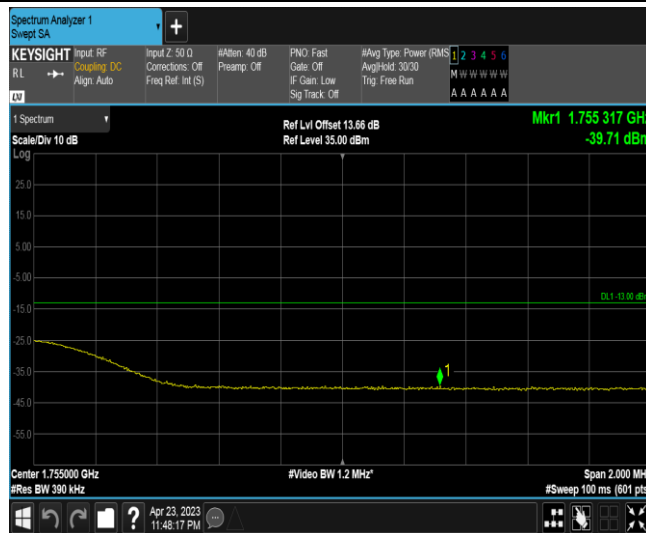 Spectrum Analyzer 1
Swept SA
+
KEYSIGHT
RL
LXI
Input: RF
Coupling: DC
Align: Auto
Input Z: 50 Ω
Corrections: Off
Freq Ref: Int (S)
#Atten: 40 dB
Preamp: Off
PNO: Fast
Gate: Off
IF Gain: Low
Sig Track: Off
#Avg Type: Power (RMS
Avg|Hold: 30/30
Trig: Free Run
1 2 3 4 5 6
M W W W W W
A A A A A A
1 Spectrum
Scale/Div 10 dB
Ref Lvl Offset 13.66 dB
Ref Level 35.00 dBm
Mkr1 1.755 317 GHz
-39.71 dBm
Log
25.0
15.0
5.00
-5.00
-15.0
-25.0
-35.0
-45.0
-55.0
DL1 -13.00 dBm
1
Center 1.755000 GHz
#Res BW 390 kHz
#Video BW 1.2 MHz*
Span 2.000 MH
#Sweep 100 ms (601 pts
?
Apr 23, 2023
11:48:17 PM